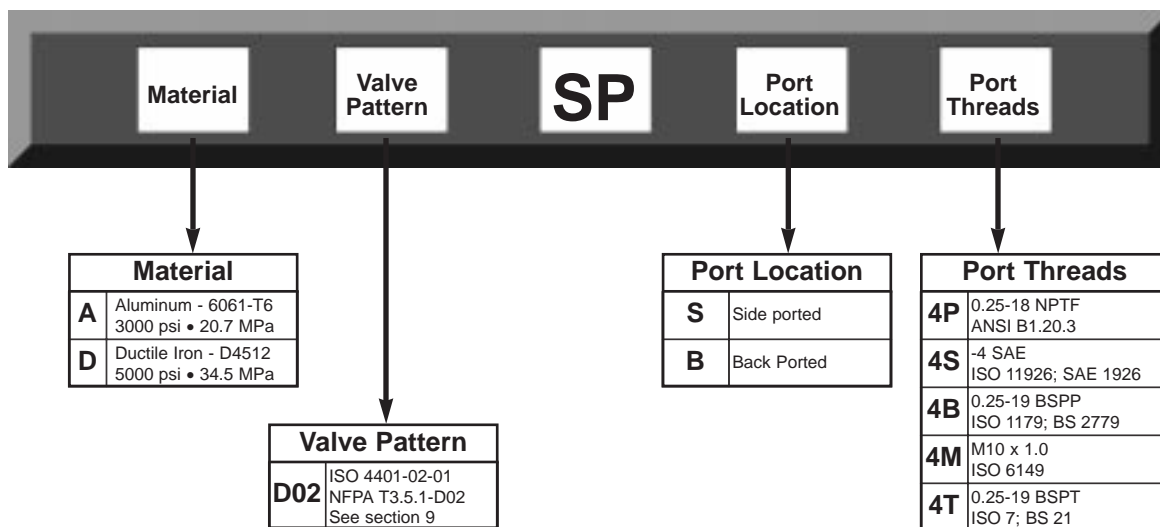 Material
Valve
Pattern
SP
Port
Location
Port
Threads
Material
A
Aluminum - 6061-T6
3000 psi • 20.7 MPa
D
Ductile Iron - D4512
5000 psi • 34.5 MPa
Valve Pattern
D02
ISO 4401-02-01
NFPA T3.5.1-D02
See section 9
Port Location
S
Side ported
B
Back Ported
Port Threads
4P
0.25-18 NPTF
ANSI B1.20.3
4S
-4 SAE
ISO 11926; SAE 1926
4B
0.25-19 BSPP
ISO 1179; BS 2779
4M
M10 x 1.0
ISO 6149
4T
0.25-19 BSPT
ISO 7; BS 21